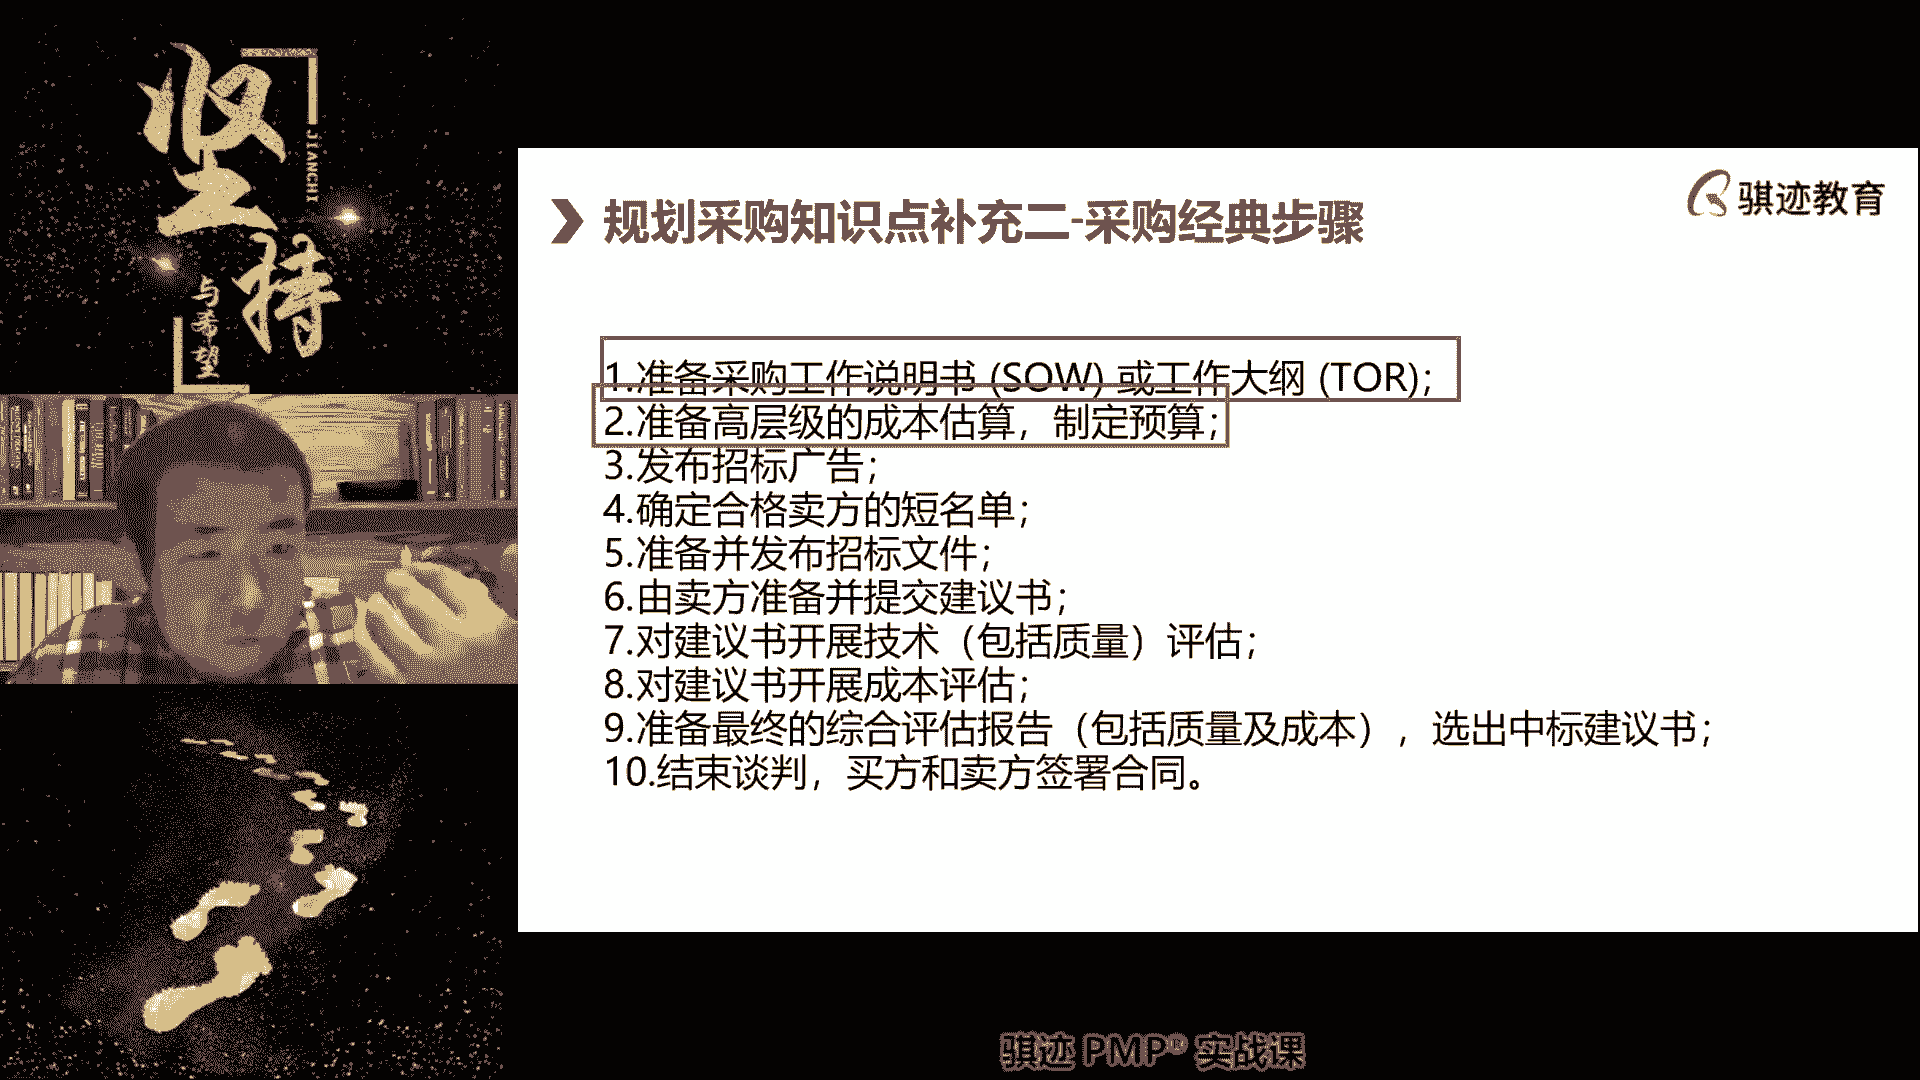 坚持
JIANCHI
与希望
骐迹教育
规划采购知识点补充二-采购经典步骤
1.准备采购工作说明书 (SOW) 或工作大纲 (TOR)；
2.准备高层级的成本估算，制定预算；
3.发布招标广告；
4.确定合格卖方的短名单；
5.准备并发布招标文件；
6.由卖方准备并提交建议书；
7.对建议书开展技术（包括质量）评估；
8.对建议书开展成本评估；
9.准备最终的综合评估报告（包括质量及成本），选出中标建议书；
10.结束谈判，买方和卖方签署合同。
骐迹 PMP® 实战课